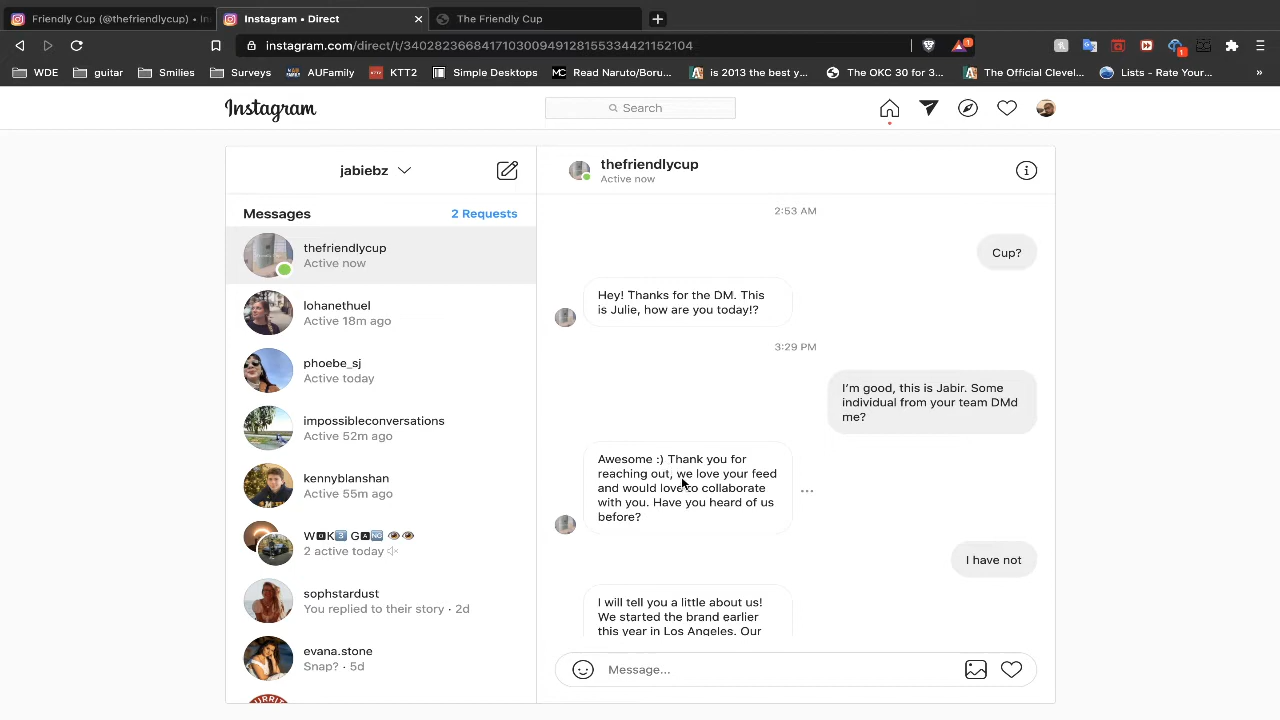 Friendly Cup (@thefriendlycup) • In
Instagram • Direct
The Friendly Cup
instagram.com/direct/t/340282366841710300949128155334421152104
WDE
guitar
Smilies
Surveys
AUFamily
KTT2
Simple Desktops
Read Naruto/Boru...
is 2013 the best y...
The OKC 30 for 3...
The Official Clevel...
Lists - Rate Your...
»
Instagram
Search
jabiebz
Messages
2 Requests
thefriendlycup
Active now
lohanethuel
Active 18m ago
phoebe_sj
Active today
impossibleconversations
Active 52m ago
kennyblanshan
Active 55m ago
W🅾K3️⃣ G🅰🆖 👁👁
2 active today
sophstardust
You replied to their story · 2d
evana.stone
Snap? · 5d
thefriendlycup
Active now
2:53 AM
Cup?
Hey! Thanks for the DM. This
is Julie, how are you today!?
3:29 PM
I’m good, this is Jabir. Some
individual from your team DMd
me?
Awesome :) Thank you for
reaching out, we love your feed
and would love to collaborate
with you. Have you heard of us
before?
I have not
I will tell you a little about us!
We started the brand earlier
this year in Los Angeles. Our
Message...